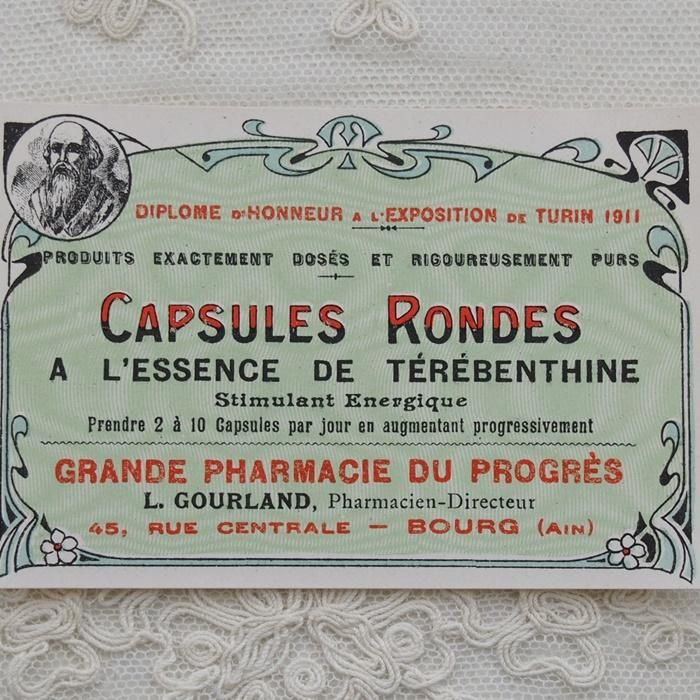 DIPLOME D'HONNEUR A L'EXPOSITION DE TURIN 1911
PRODUITS EXACTEMENT DOSÉS ET RIGOUREUSEMENT PURS
CAPSULES RONDES
A L'ESSENCE DE TÉRÉBENTHINE
Stimulant Energique
Prendre 2 à 10 Capsules par jour en augmentant progressivement
GRANDE PHARMACIE DU PROGRÈS
L. GOURLAND, Pharmacien-Directeur
45, RUE CENTRALE — BOURG (AIN)